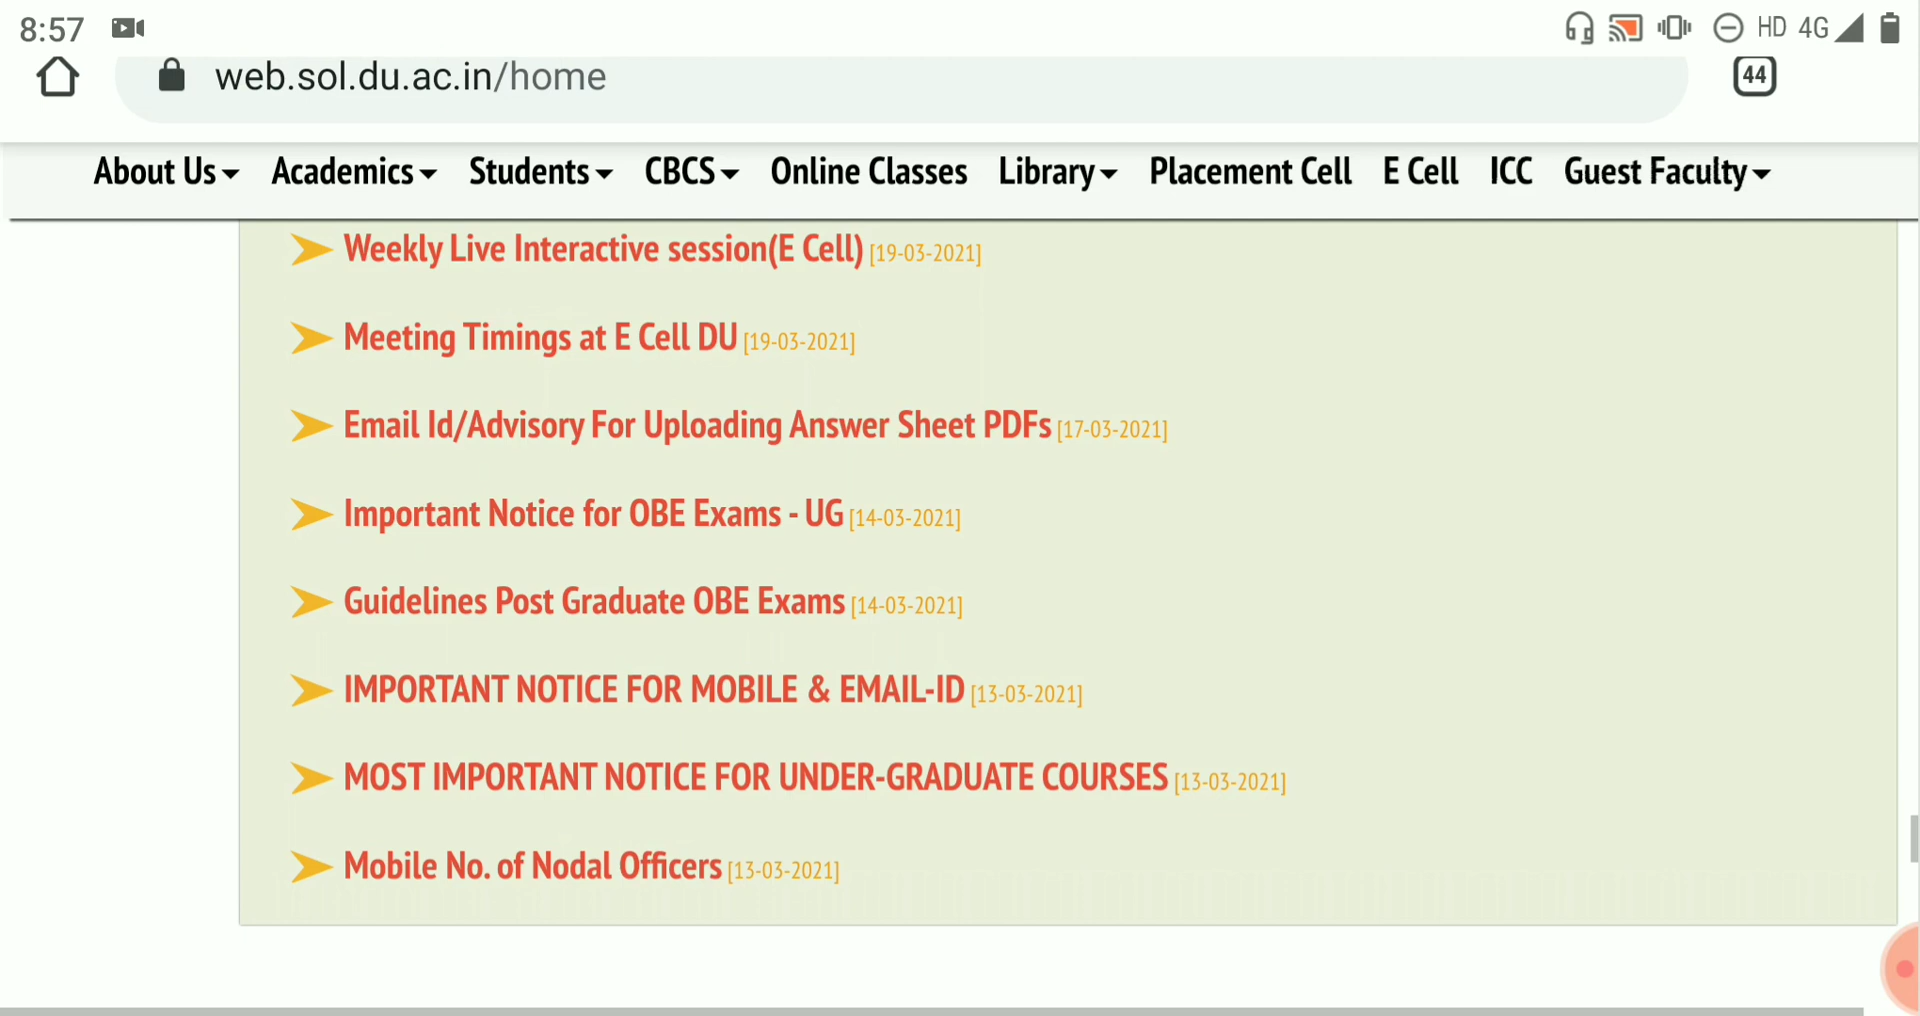 8:57 HD 4G
web.sol.du.ac.in/home 44
About Us Academics Students CBCS Online Classes Library Placement Cell E Cell ICC Guest Faculty
Weekly Live Interactive session(E Cell) [19-03-2021]
Meeting Timings at E Cell DU [19-03-2021]
Email Id/Advisory For Uploading Answer Sheet PDFs [17-03-2021]
Important Notice for OBE Exams - UG [14-03-2021]
Guidelines Post Graduate OBE Exams [14-03-2021]
IMPORTANT NOTICE FOR MOBILE & EMAIL-ID [13-03-2021]
MOST IMPORTANT NOTICE FOR UNDER-GRADUATE COURSES [13-03-2021]
Mobile No. of Nodal Officers [13-03-2021]